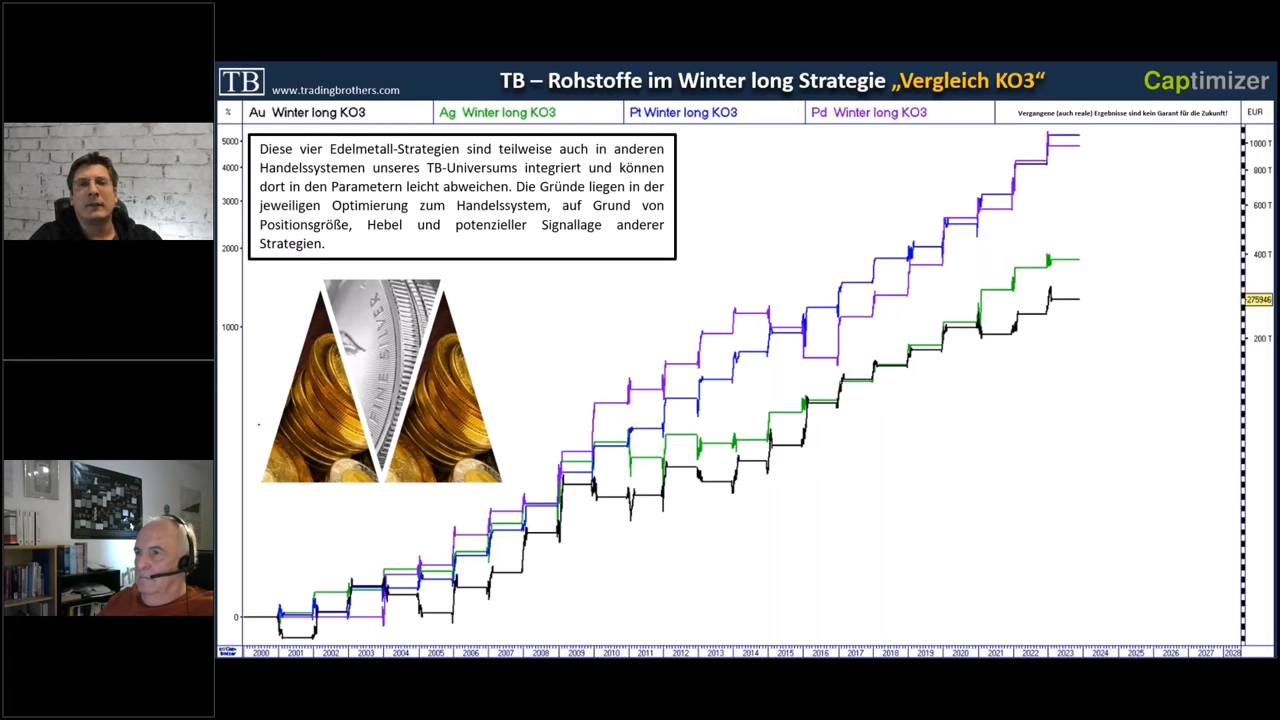 TB www.tradingbrothers.com
TB – Rohstoffe im Winter long Strategie „Vergleich KO3“
Captimizer
% Au Winter long KO3 Ag Winter long KO3 Pt Winter long KO3 Pd Winter long KO3 Vergangene (auch reale) Ergebnisse sind kein Garant für die Zukunft! EUR
Diese vier Edelmetall-Strategien sind teilweise auch in anderen
Handelssystemen unseres TB-Universums integriert und können
dort in den Parametern leicht abweichen. Die Gründe liegen in der
jeweiligen Optimierung zum Handelssystem, auf Grund von
Positionsgröße, Hebel und potenzieller Signallage anderer
Strategien.
5000
4000
3000
2000
1000
0
1000 T
800 T
600 T
400 T
275946
200 T
FINE SILVER
2000 2001 2002 2003 2004 2005 2006 2007 2008 2009 2010 2011 2012 2013 2014 2015 2016 2017 2018 2019 2020 2021 2022 2023 2024 2025 2026 2027 2028